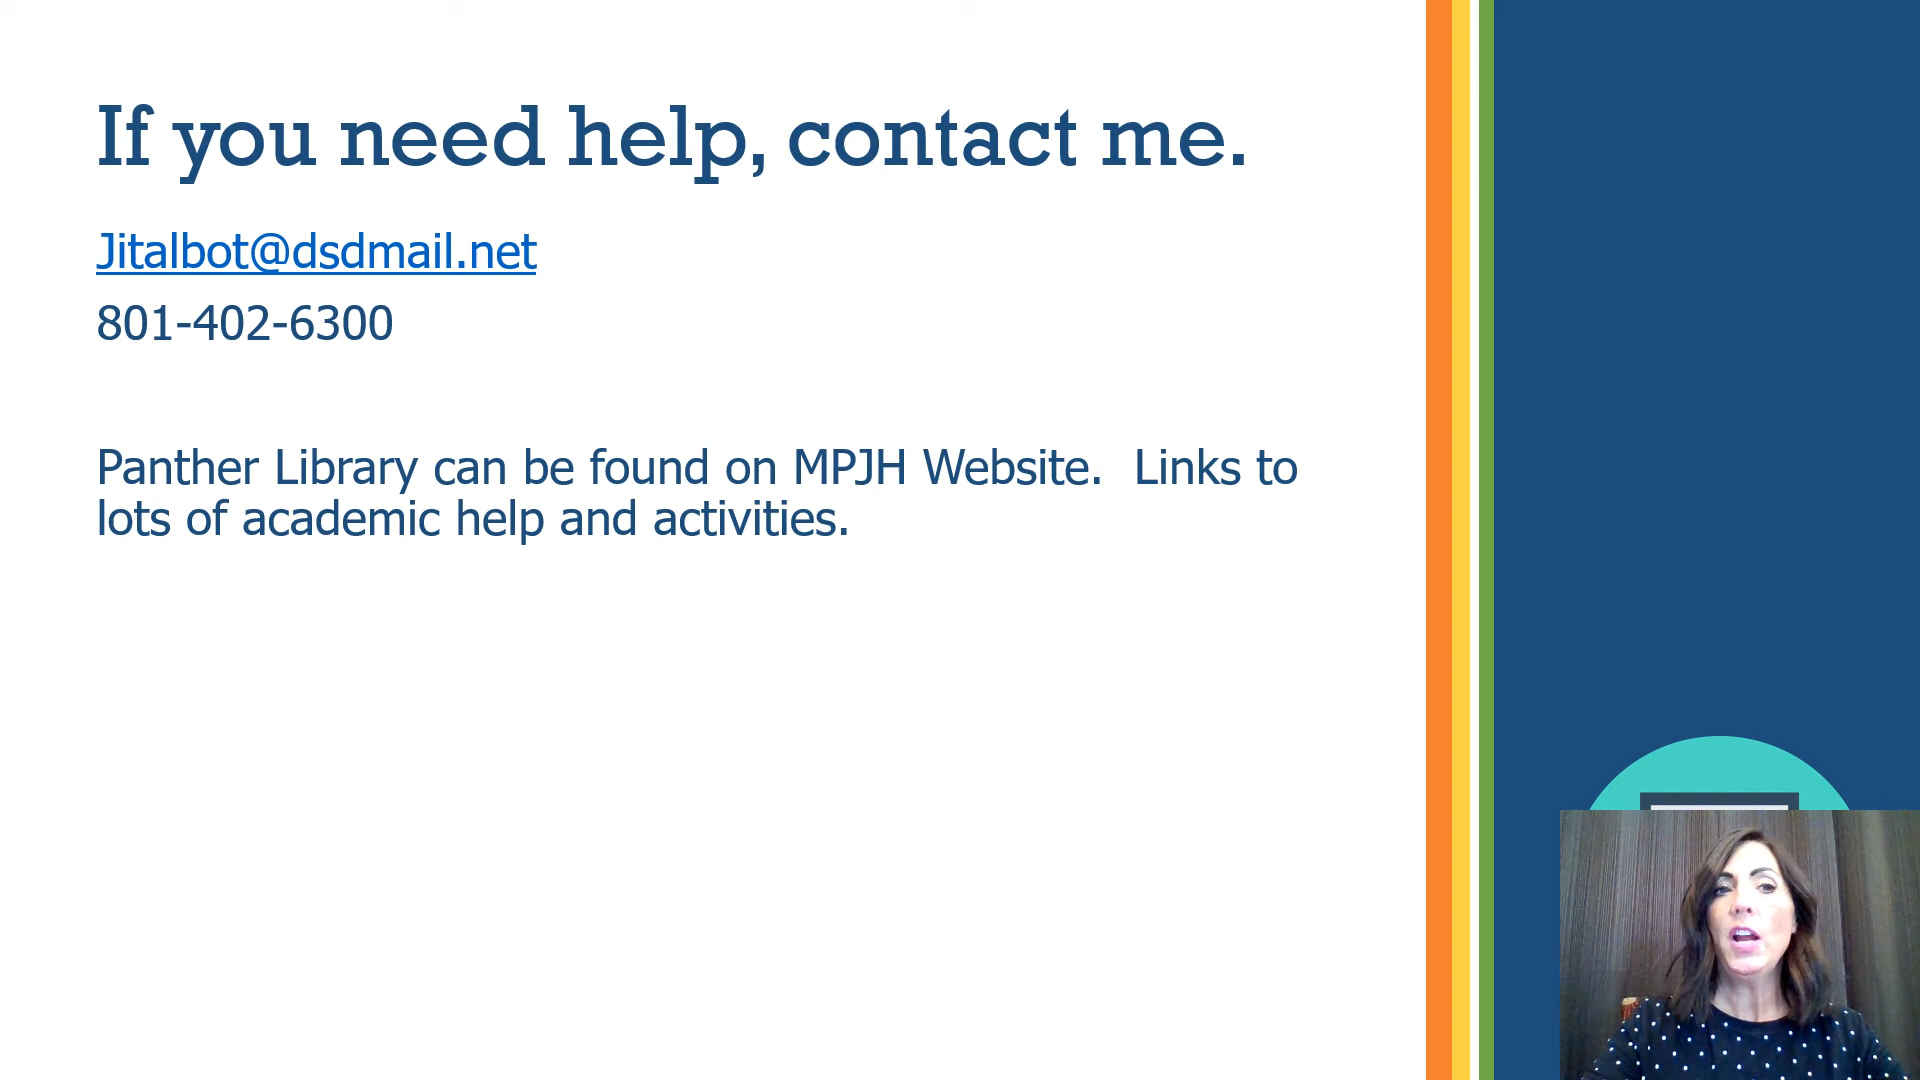 If you need help, contact me.
Jitalbot@dsdmail.net
801-402-6300
Panther Library can be found on MPJH Website.  Links to
lots of academic help and activities.